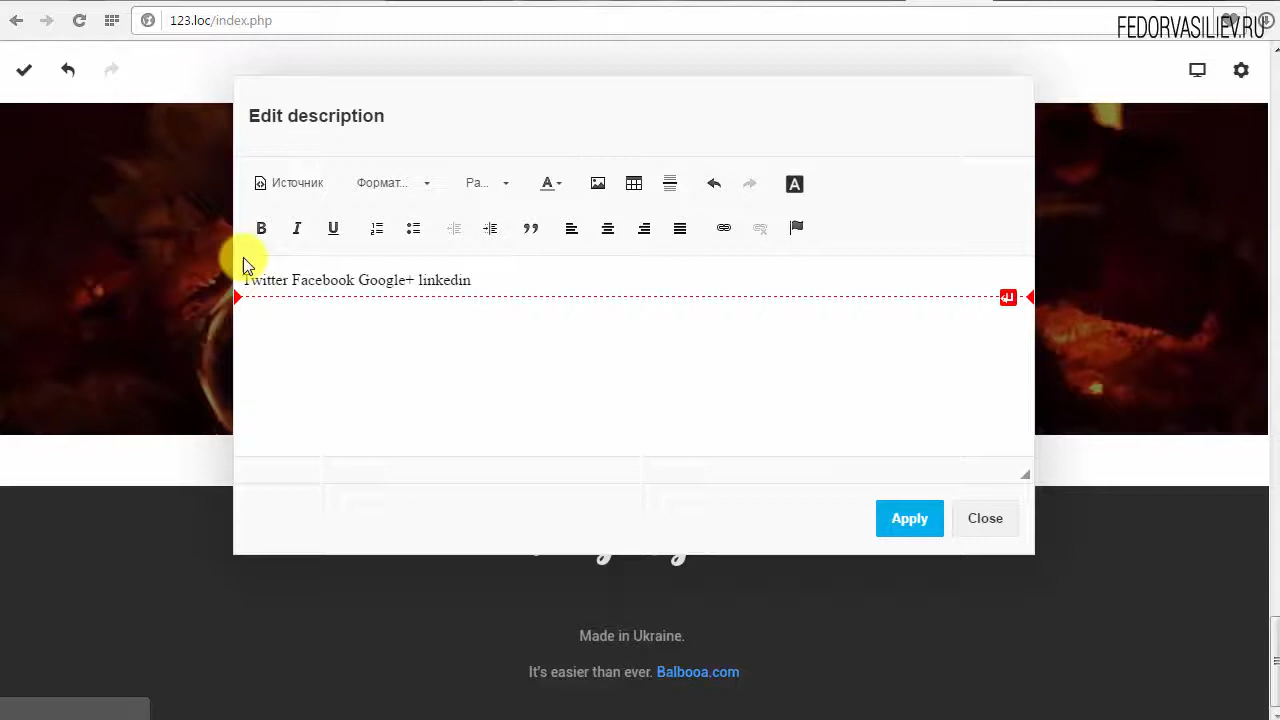 123.loc/index.php
FEDORVASILIEV.RU
Edit description
Источник Формат... Ра...
Twitter Facebook Google+ linkedin
Apply Close
Made in Ukraine.
It's easier than ever. Balbooa.com